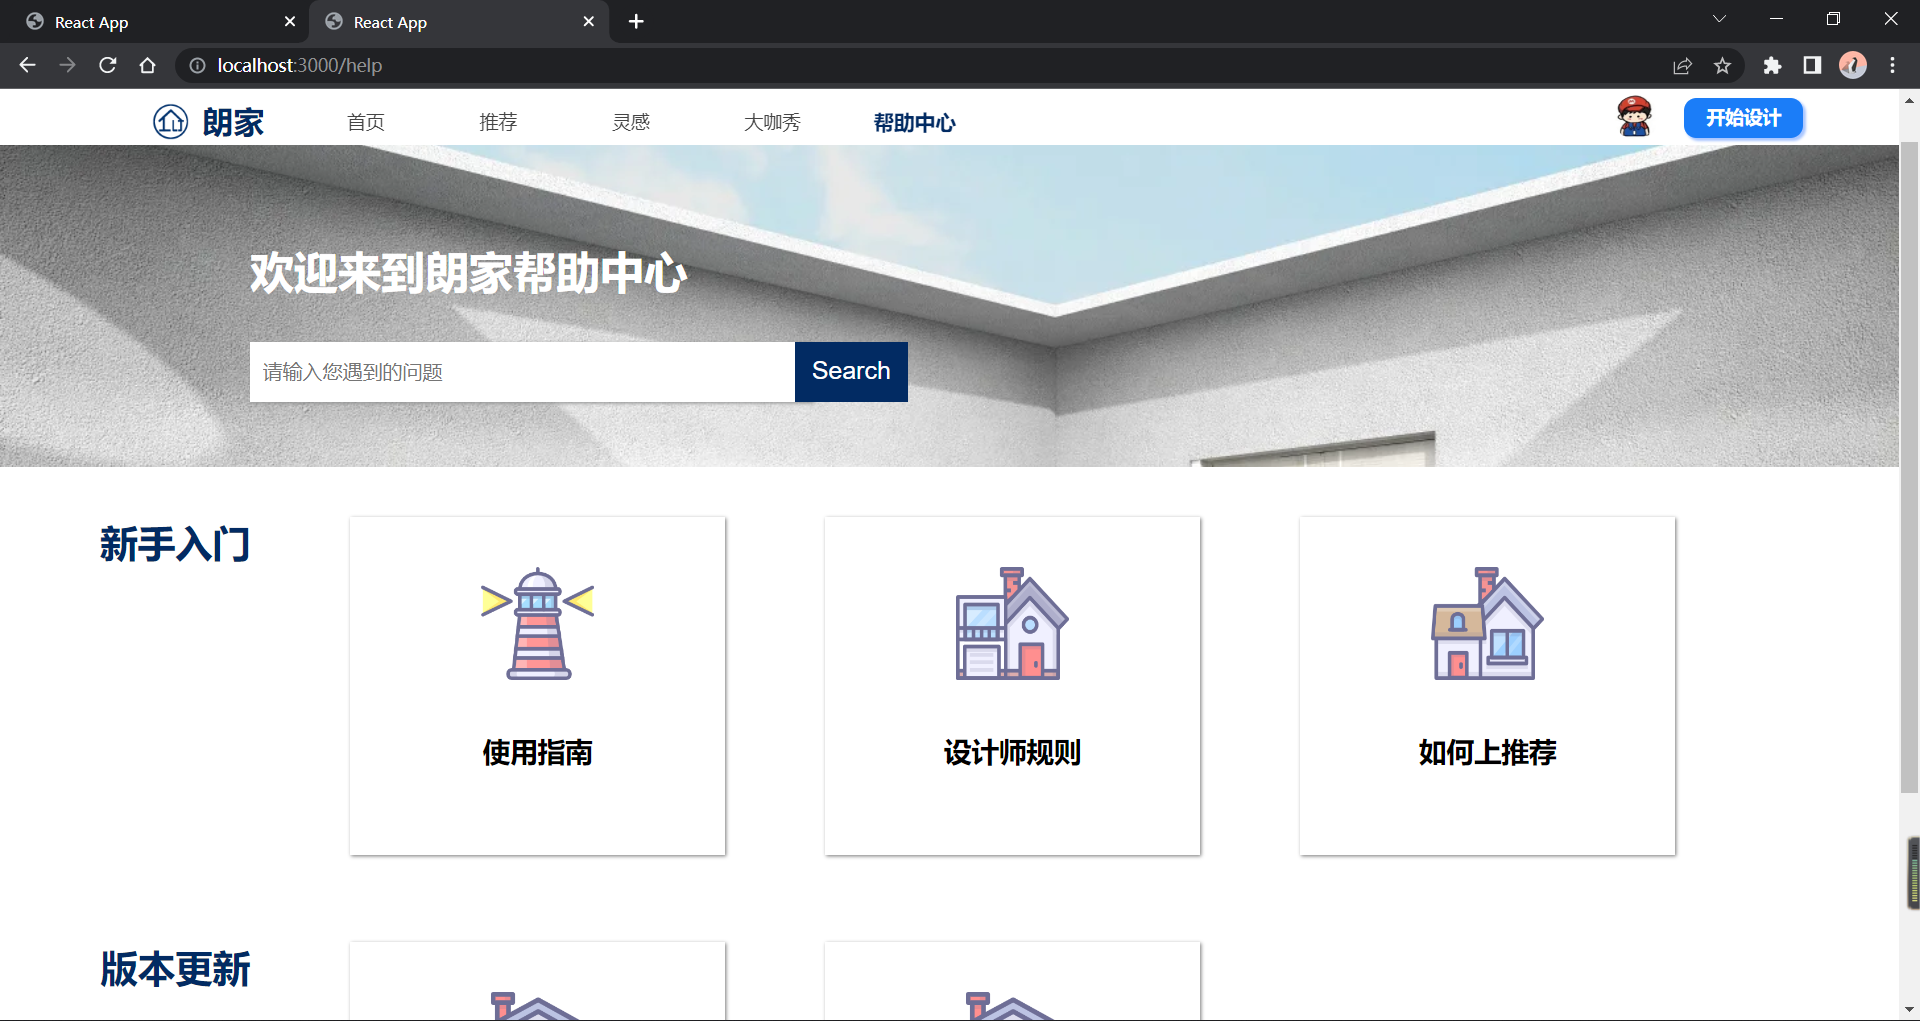 React App
React App
localhost:3000/help
朗家
首页
推荐
灵感
大咖秀
帮助中心
开始设计
欢迎来到朗家帮助中心
请输入您遇到的问题
Search
新手入门
使用指南
设计师规则
如何上推荐
版本更新